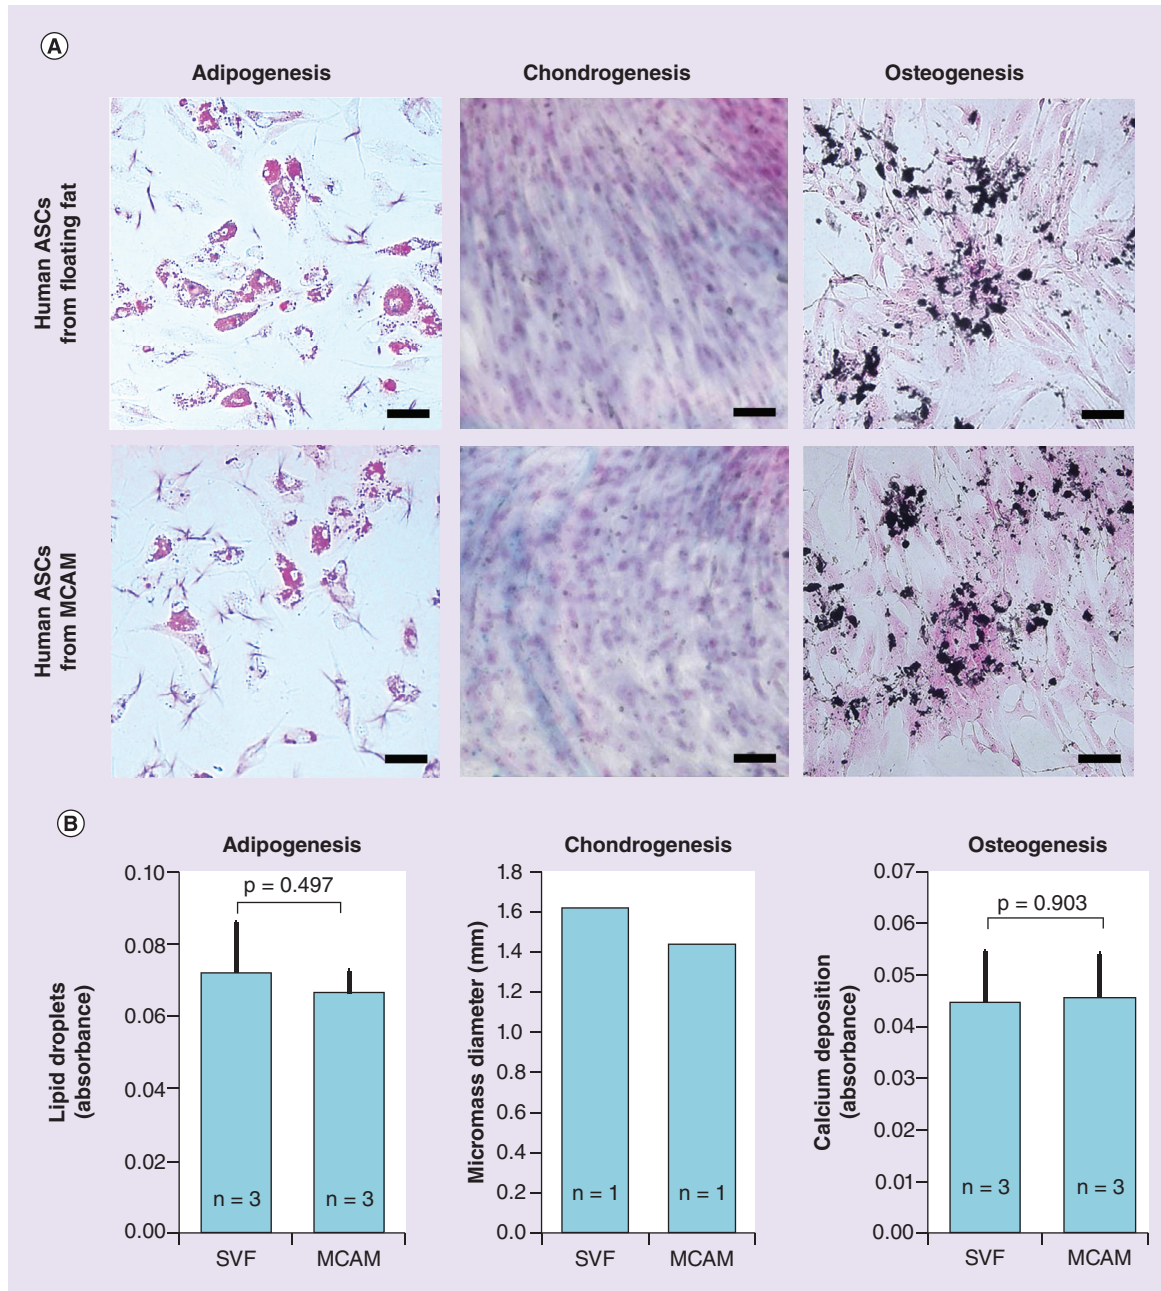 A
Adipogenesis
Chondrogenesis
Osteogenesis
Human ASCs
from floating fat
Human ASCs
from MCAM
B
Adipogenesis
Lipid droplets
(absorbance)
0.10
0.08
0.06
0.04
0.02
0.00
p = 0.497
n = 3
n = 3
SVF
MCAM
Chondrogenesis
Micromass diameter (mm)
1.8
1.6
1.4
1.2
1.0
0.8
0.6
0.4
0.2
0.0
n = 1
n = 1
SVF
MCAM
Osteogenesis
Calcium deposition
(absorbance)
0.07
0.06
0.05
0.04
0.03
0.02
0.01
0.00
p = 0.903
n = 3
n = 3
SVF
MCAM